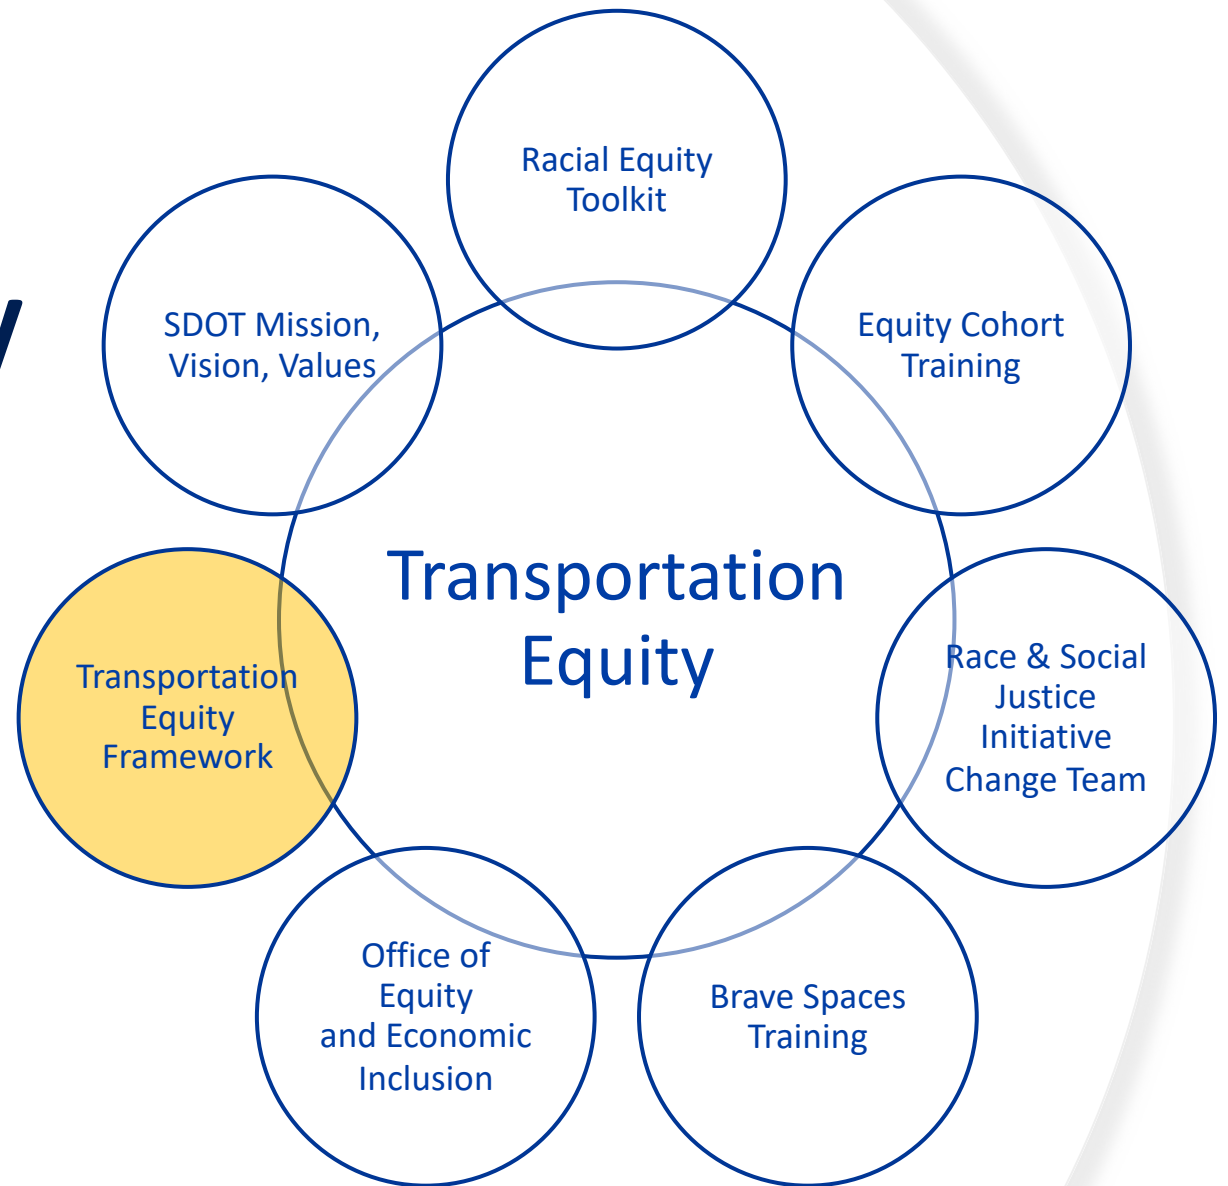 Racial Equity
Toolkit
SDOT Mission,
Vision, Values
Equity Cohort
Training
Transportation
Equity
Transportation
Equity
Framework
Race & Social
Justice
Initiative
Change Team
Office of
Equity
and Economic
Inclusion
Brave Spaces
Training